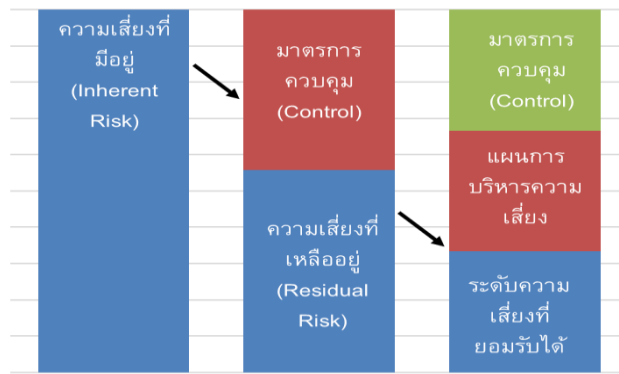 ความเสี่ยงที่
มีอยู่
(Inherent
Risk)
มาตรการ
ควบคุม
(Control)
ความเสี่ยงที่
เหลืออยู่
(Residual
Risk)
มาตรการ
ควบคุม
(Control)
แผนการ
บริหารความ
เสี่ยง
ระดับความ
เสี่ยงที่
ยอมรับได้